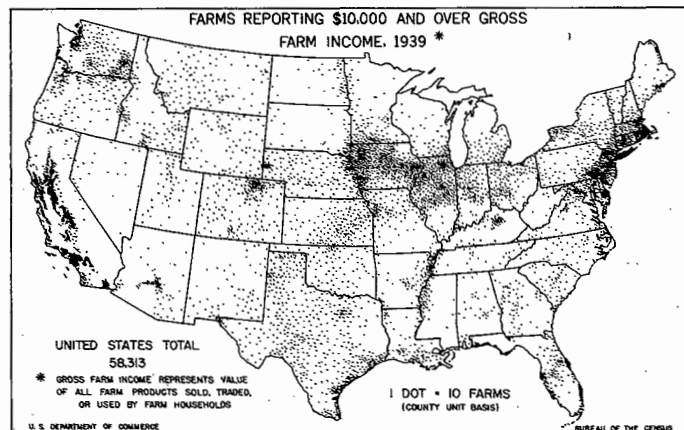 FARMS REPORTING $10,000 AND OVER GROSS
FARM INCOME, 1939 *
UNITED STATES TOTAL
58,313
* GROSS FARM INCOME REPRESENTS VALUE
OF ALL FARM PRODUCTS SOLD, TRADED,
OR USED BY FARM HOUSEHOLDS
1 DOT = 10 FARMS
(COUNTY UNIT BASIS)
U. S. DEPARTMENT OF COMMERCE
BUREAU OF THE CENSUS